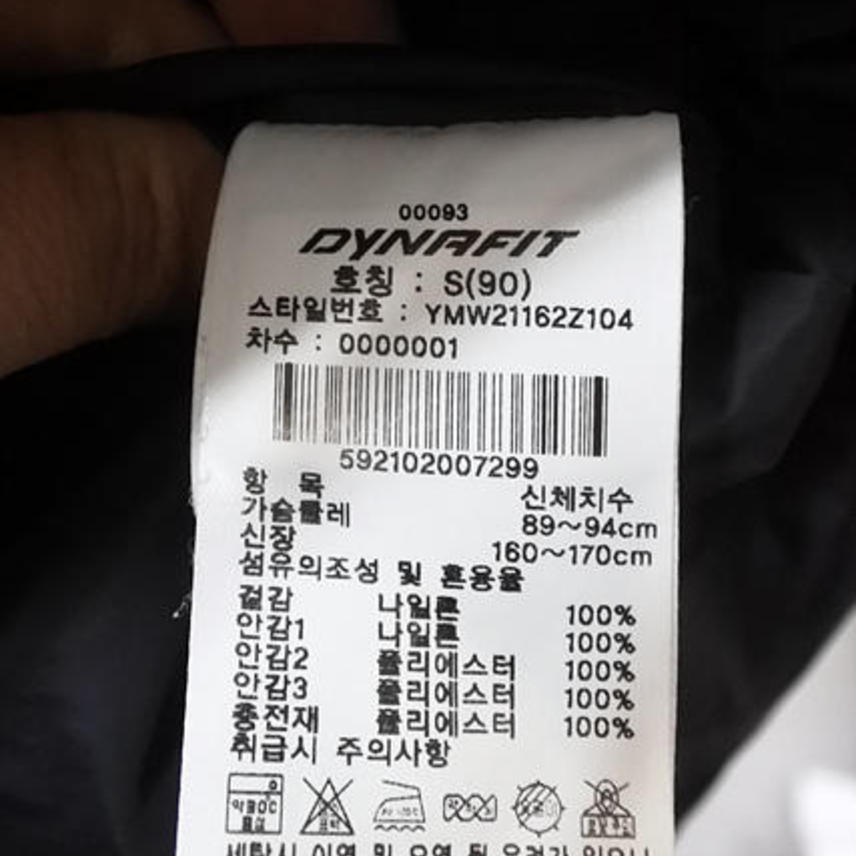 00093
DYNAFIT
호칭 : S(90)
스타일번호 : YMW21162Z104
차수 : 0000001
592102007299
항 목 신체치수
가슴둘레 89~94cm
신장 160~170cm
섬유의조성 및 혼용율
겉감 나일론 100%
안감1 나일론 100%
안감2 폴리에스터 100%
안감3 폴리에스터 100%
충전재 폴리에스터 100%
취급시 주의사항